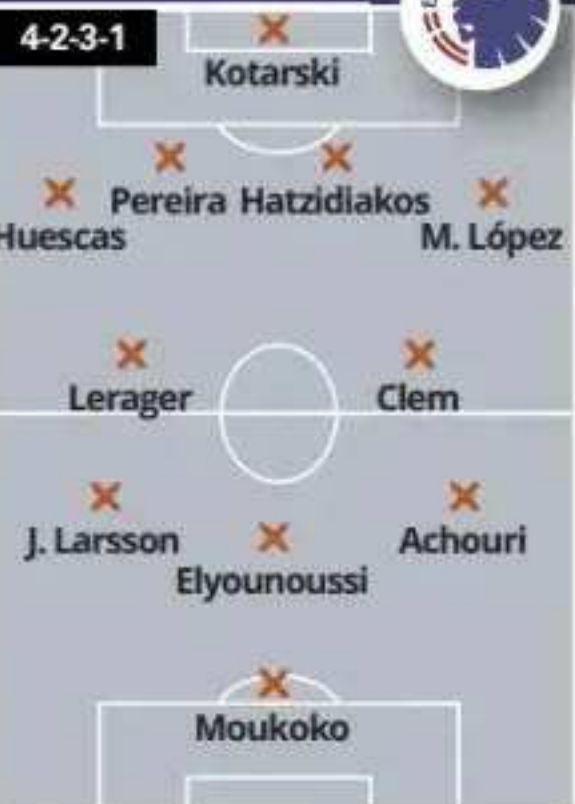 4-2-3-1
Kotarski
Pereira Hatzidiakos
Huescas
M. López
Lerager
Clem
J. Larsson
Achouri
Elyounoussi
Moukoko